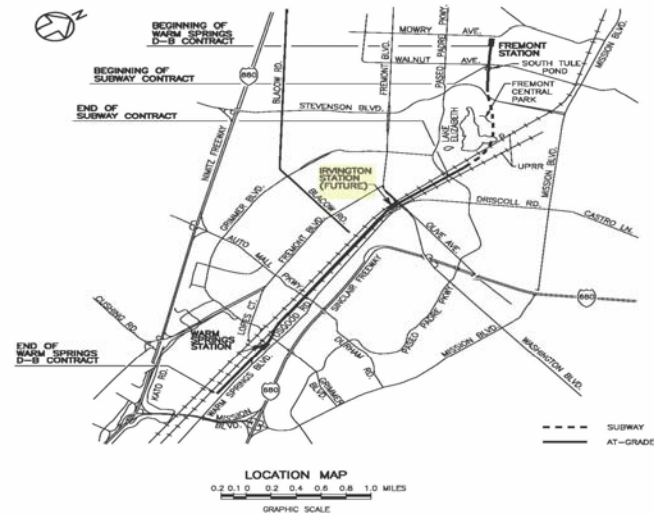 BEGINNING OF
WARM SPRINGS
D-B CONTRACT
BEGINNING OF
SUBWAY CONTRACT
END OF
SUBWAY CONTRACT
880
BLACOW RD.
FREMONT BLVD.
MOWRY AVE.
WALNUT AVE.
PASEO PADRE PKWY.
FREMONT
STATION
SOUTH TULE
POND
MISSION BLVD.
FREMONT
CENTRAL
PARK
STEVENSON BLVD.
LAKE
ELIZABETH
UPRR
NIMITZ FREEWAY
MISSION BLVD.
IRVINGTON
STATION
(FUTURE)
GRIMMER BLVD.
BLACOW RD.
DRISCOLL RD.
CASTRO LN.
FREMONT BLVD.
OLIVE AVE.
AUTO
MALL
PKWY.
SINCLAIR FREEWAY
PASEO PADRE PKWY.
680
CUSHING RD.
LOPES CT.
OSGOOD RD.
WARM
SPRINGS
STATION
END OF
WARM SPRINGS
D-B CONTRACT
MISSION BLVD.
WASHINGTON BLVD.
DURHAM
RD.
GRIMMER
BLVD.
KATO RD.
WARM SPRINGS BLVD.
680
MISSION
BLVD.
SUBWAY
AT-GRADE
LOCATION MAP
0.2 0.1 0 0.2 0.4 0.6 0.8 1.0 MILES
GRAPHIC SCALE